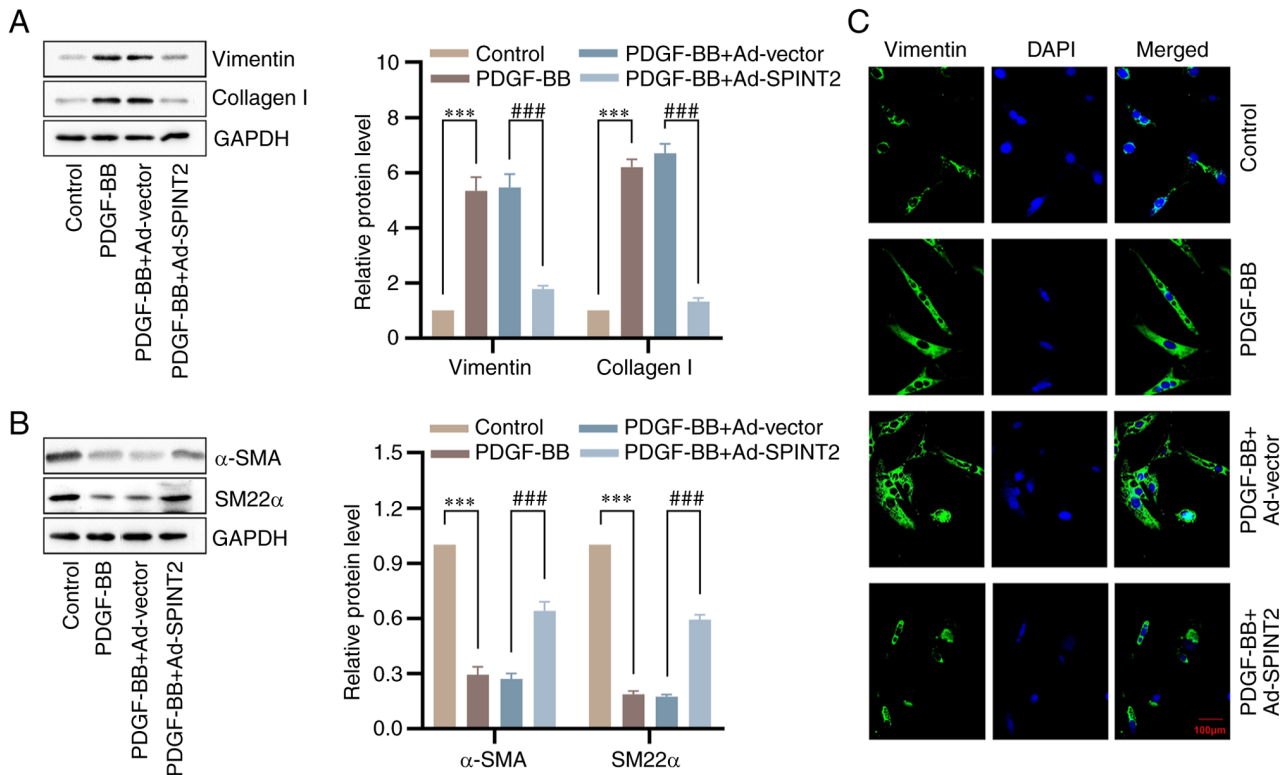 A
Vimentin
Collagen I
GAPDH
Control
PDGF-BB
PDGF-BB+Ad-vector
PDGF-BB+Ad-SPINT2
Control
PDGF-BB+Ad-vector
PDGF-BB
PDGF-BB+Ad-SPINT2
Relative protein level
10
8
6
4
2
0
***
###
***
###
Vimentin
Collagen I
B
α-SMA
SM22α
GAPDH
Control
PDGF-BB
PDGF-BB+Ad-vector
PDGF-BB+Ad-SPINT2
Control
PDGF-BB+Ad-vector
PDGF-BB
PDGF-BB+Ad-SPINT2
Relative protein level
1.5
1.2
0.9
0.6
0.3
0.0
***
###
***
###
α-SMA
SM22α
C
Vimentin
DAPI
Merged
Control
PDGF-BB
PDGF-BB+
Ad-vector
PDGF-BB+
Ad-SPINT2
100μm